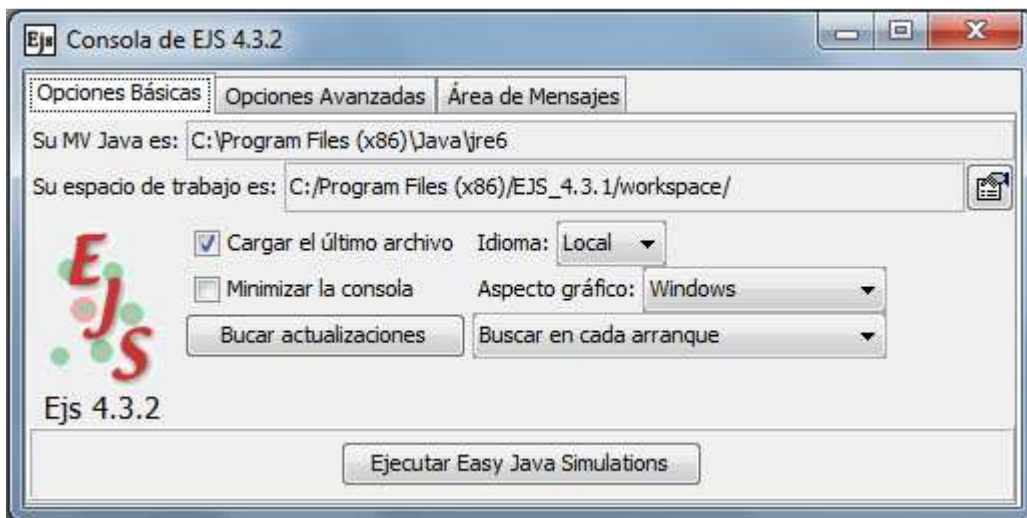 Ejs Consola de EJS 4.3.2
Opciones Básicas Opciones Avanzadas Área de Mensajes
Su MV Java es: C:\Program Files (x86)\Java\jre6
Su espacio de trabajo es: C:/Program Files (x86)/EJS_4.3.1/workspace/
Cargar el último archivo Idioma: Local
Minimizar la consola Aspecto gráfico: Windows
Bucar actualizaciones Buscar en cada arranque
EJS
Ejs 4.3.2
Ejecutar Easy Java Simulations